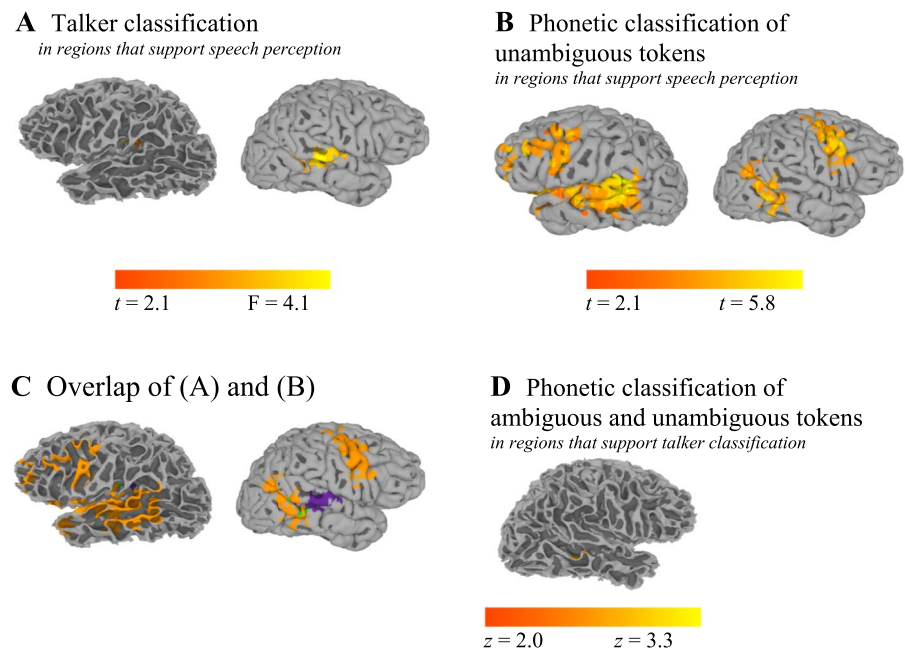 A Talker classification
in regions that support speech perception
t = 2.1
F = 4.1
B Phonetic classification of
unambiguous tokens
in regions that support speech perception
t = 2.1
t = 5.8
C Overlap of (A) and (B)
D Phonetic classification of
ambiguous and unambiguous tokens
in regions that support talker classification
z = 2.0
z = 3.3